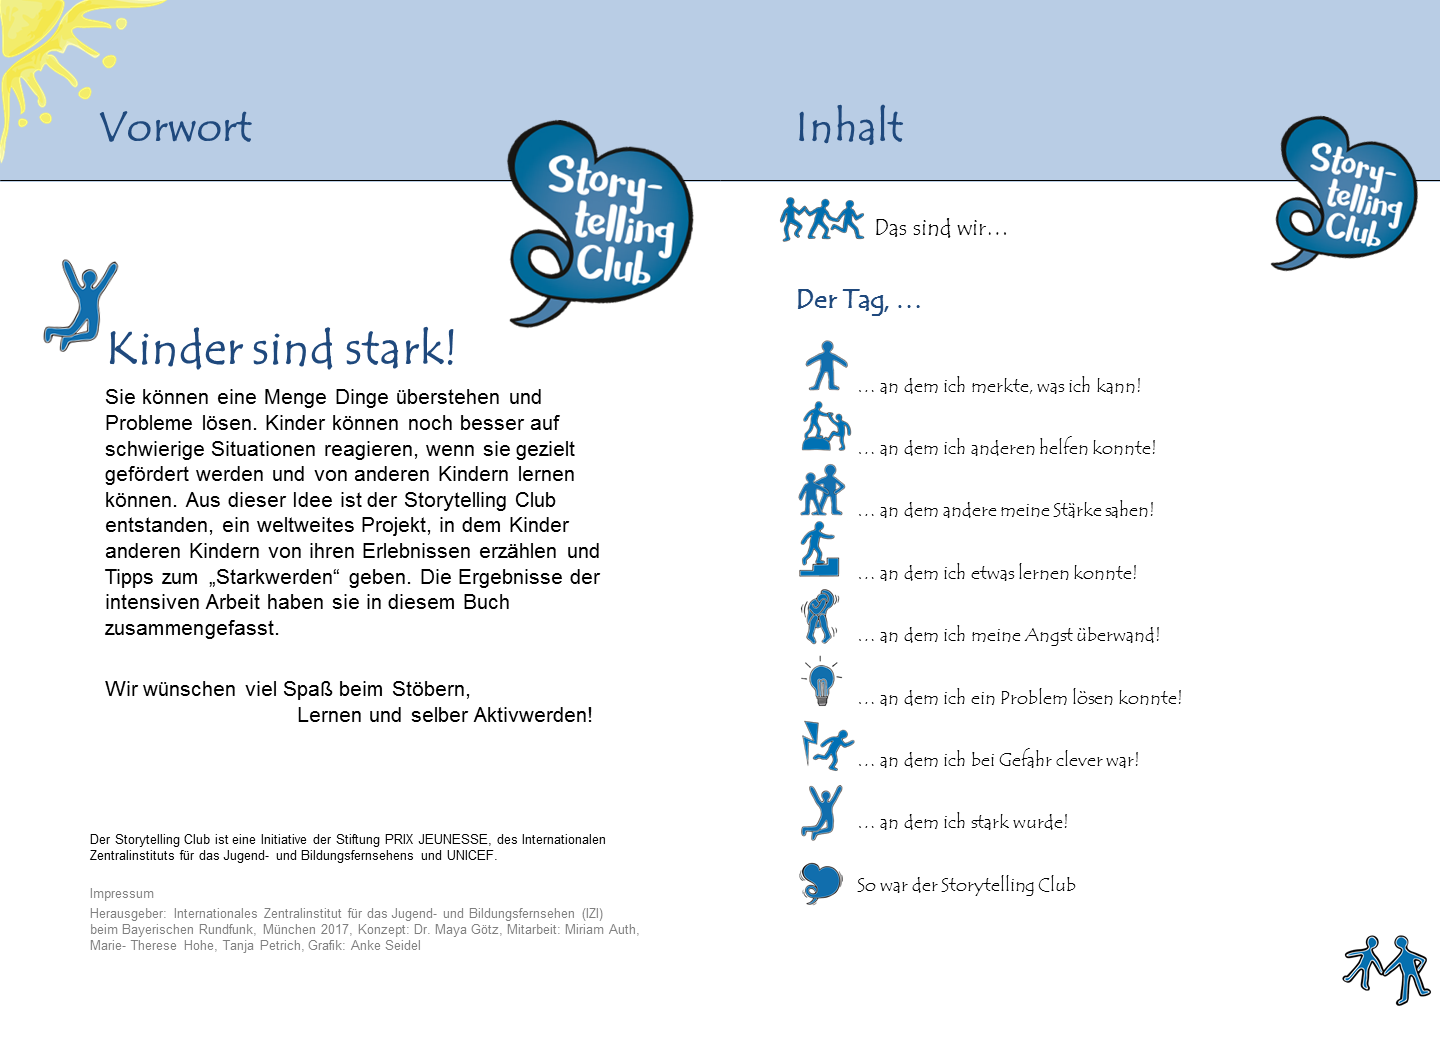 Vorwort
Story-
telling
Club
Kinder sind stark!
Sie können eine Menge Dinge überstehen und
Probleme lösen. Kinder können noch besser auf
schwierige Situationen reagieren, wenn sie gezielt
gefördert werden und von anderen Kindern lernen
können. Aus dieser Idee ist der Storytelling Club
entstanden, ein weltweites Projekt, in dem Kinder
anderen Kindern von ihren Erlebnissen erzählen und
Tipps zum „Starkwerden“ geben. Die Ergebnisse der
intensiven Arbeit haben sie in diesem Buch
zusammengefasst.
Wir wünschen viel Spaß beim Stöbern,
Lernen und selber Aktivwerden!
Der Storytelling Club ist eine Initiative der Stiftung PRIX JEUNESSE, des Internationalen
Zentralinstituts für das Jugend- und Bildungsfernsehens und UNICEF.
Impressum
Herausgeber: Internationales Zentralinstitut für das Jugend- und Bildungsfernsehen (IZI)
beim Bayerischen Rundfunk, München 2017, Konzept: Dr. Maya Götz, Mitarbeit: Miriam Auth,
Marie- Therese Hohe, Tanja Petrich, Grafik: Anke Seidel
Inhalt
Story-
telling
Club
Das sind wir…
Der Tag, …
… an dem ich merkte, was ich kann!
… an dem ich anderen helfen konnte!
… an dem andere meine Stärke sahen!
… an dem ich etwas lernen konnte!
… an dem ich meine Angst überwand!
… an dem ich ein Problem lösen konnte!
… an dem ich bei Gefahr clever war!
… an dem ich stark wurde!
So war der Storytelling Club